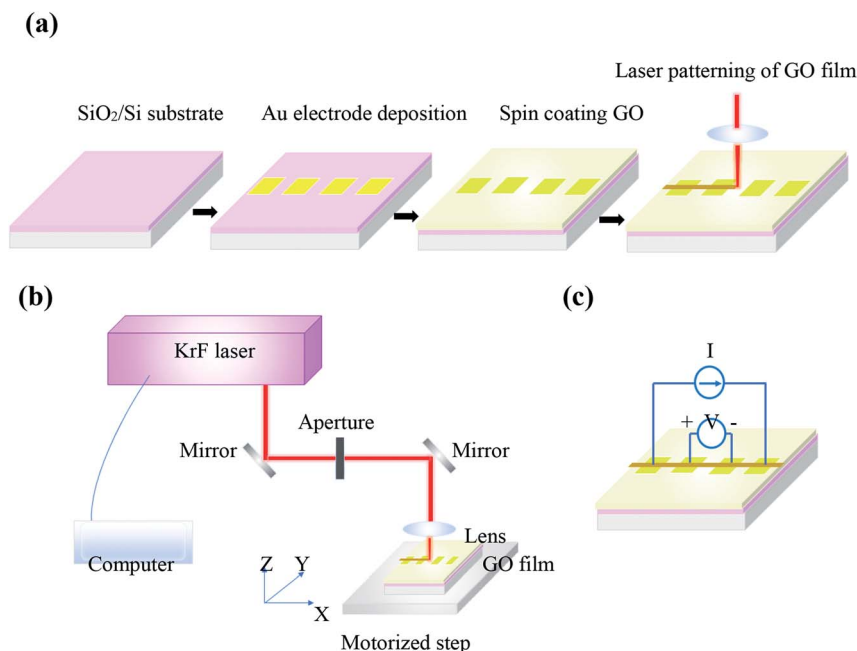 (a)
Laser patterning of GO film
SiO₂/Si substrate
Au electrode deposition
Spin coating GO
(b)
KrF laser
Aperture
Mirror
Mirror
Lens
GO film
Computer
Z
Y
X
Motorized step
(c)
I
+ V -